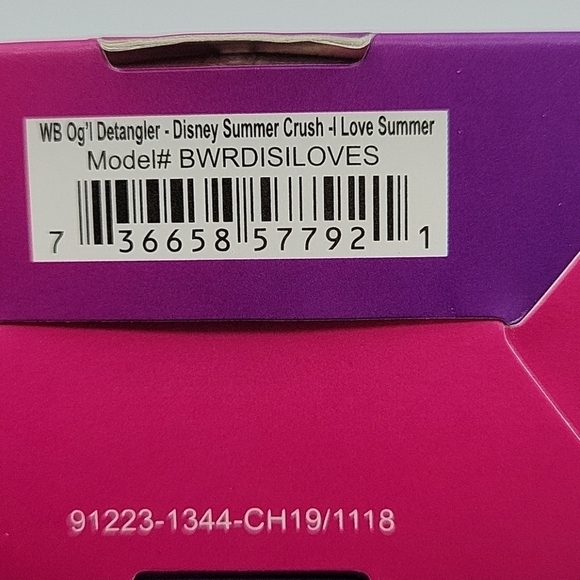 WB Og'l Detangler - Disney Summer Crush -I Love Summer
Model# BWRDISILOVES
7 36658 57792 1
91223-1344-CH19/1118